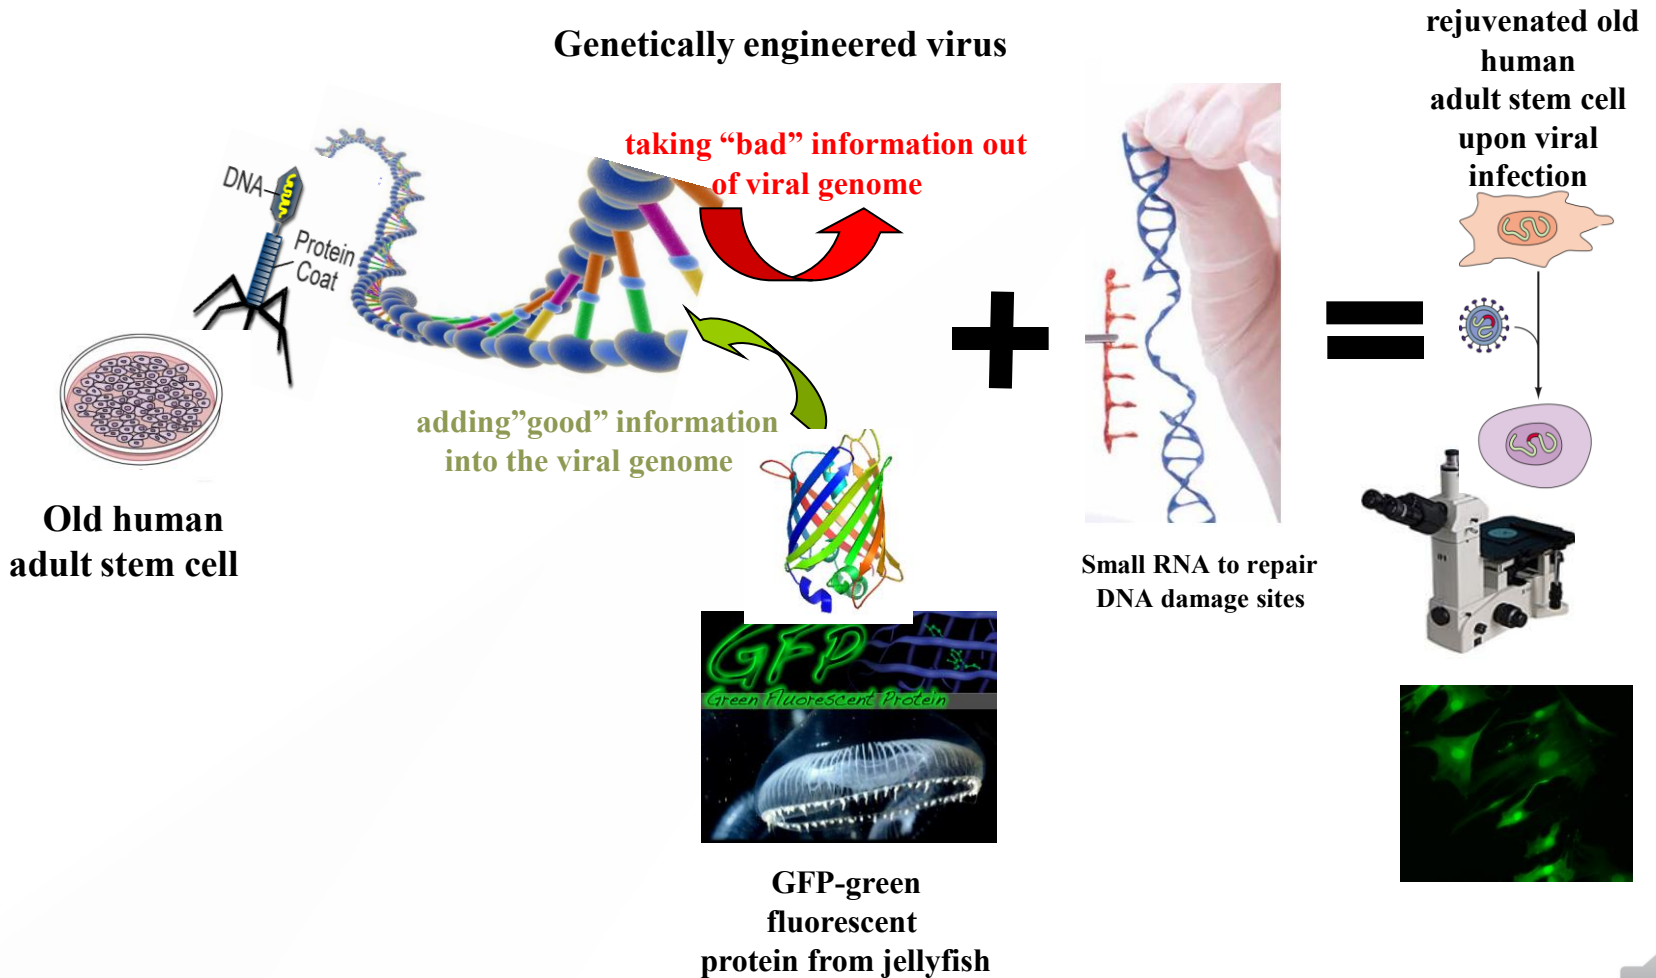 Genetically engineered virus
rejuvenated old
human
adult stem cell
upon viral
infection
taking “bad” information out
of viral genome
DNA
Protein
Coat
adding”good” information
into the viral genome
Old human
adult stem cell
Small RNA to repair
DNA damage sites
GFP
Green Fluorescent Protein
GFP-green
fluorescent
protein from jellyfish